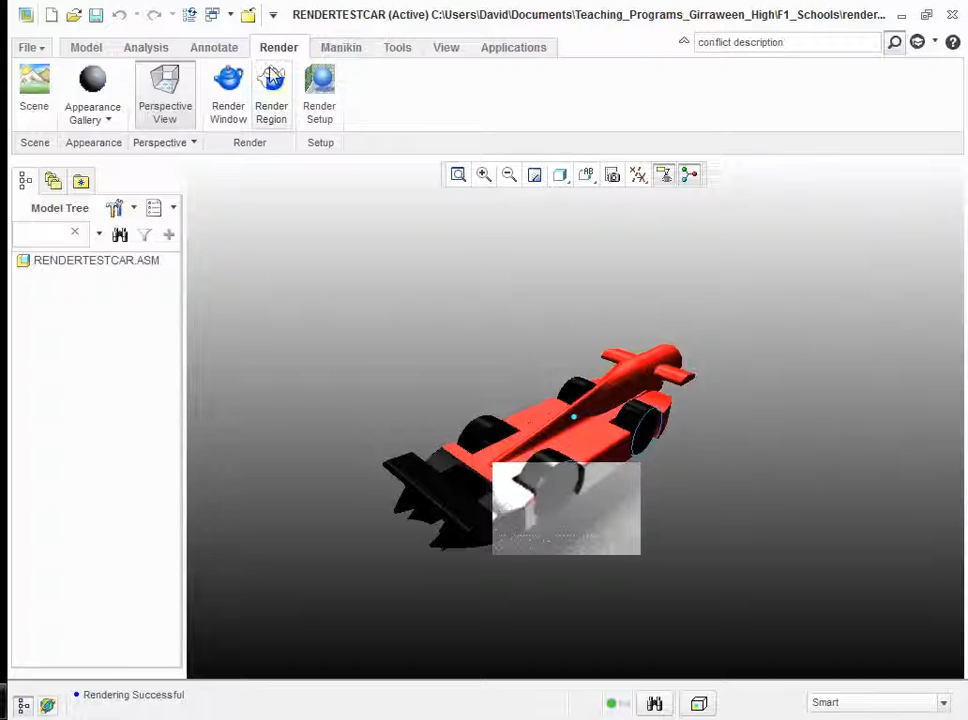 RENDERTESTCAR (Active) C:\Users\David\Documents\Teaching_Programs_Girraween_High\F1_Schools\render...
File Model Analysis Annotate Render Manikin Tools View Applications
conflict description
Scene
Appearance
Gallery
Perspective
View
Render
Window
Render
Region
Render
Setup
Scene Appearance Perspective Render Setup
Model Tree
RENDERTESTCAR.ASM
Rendering Successful
Smart